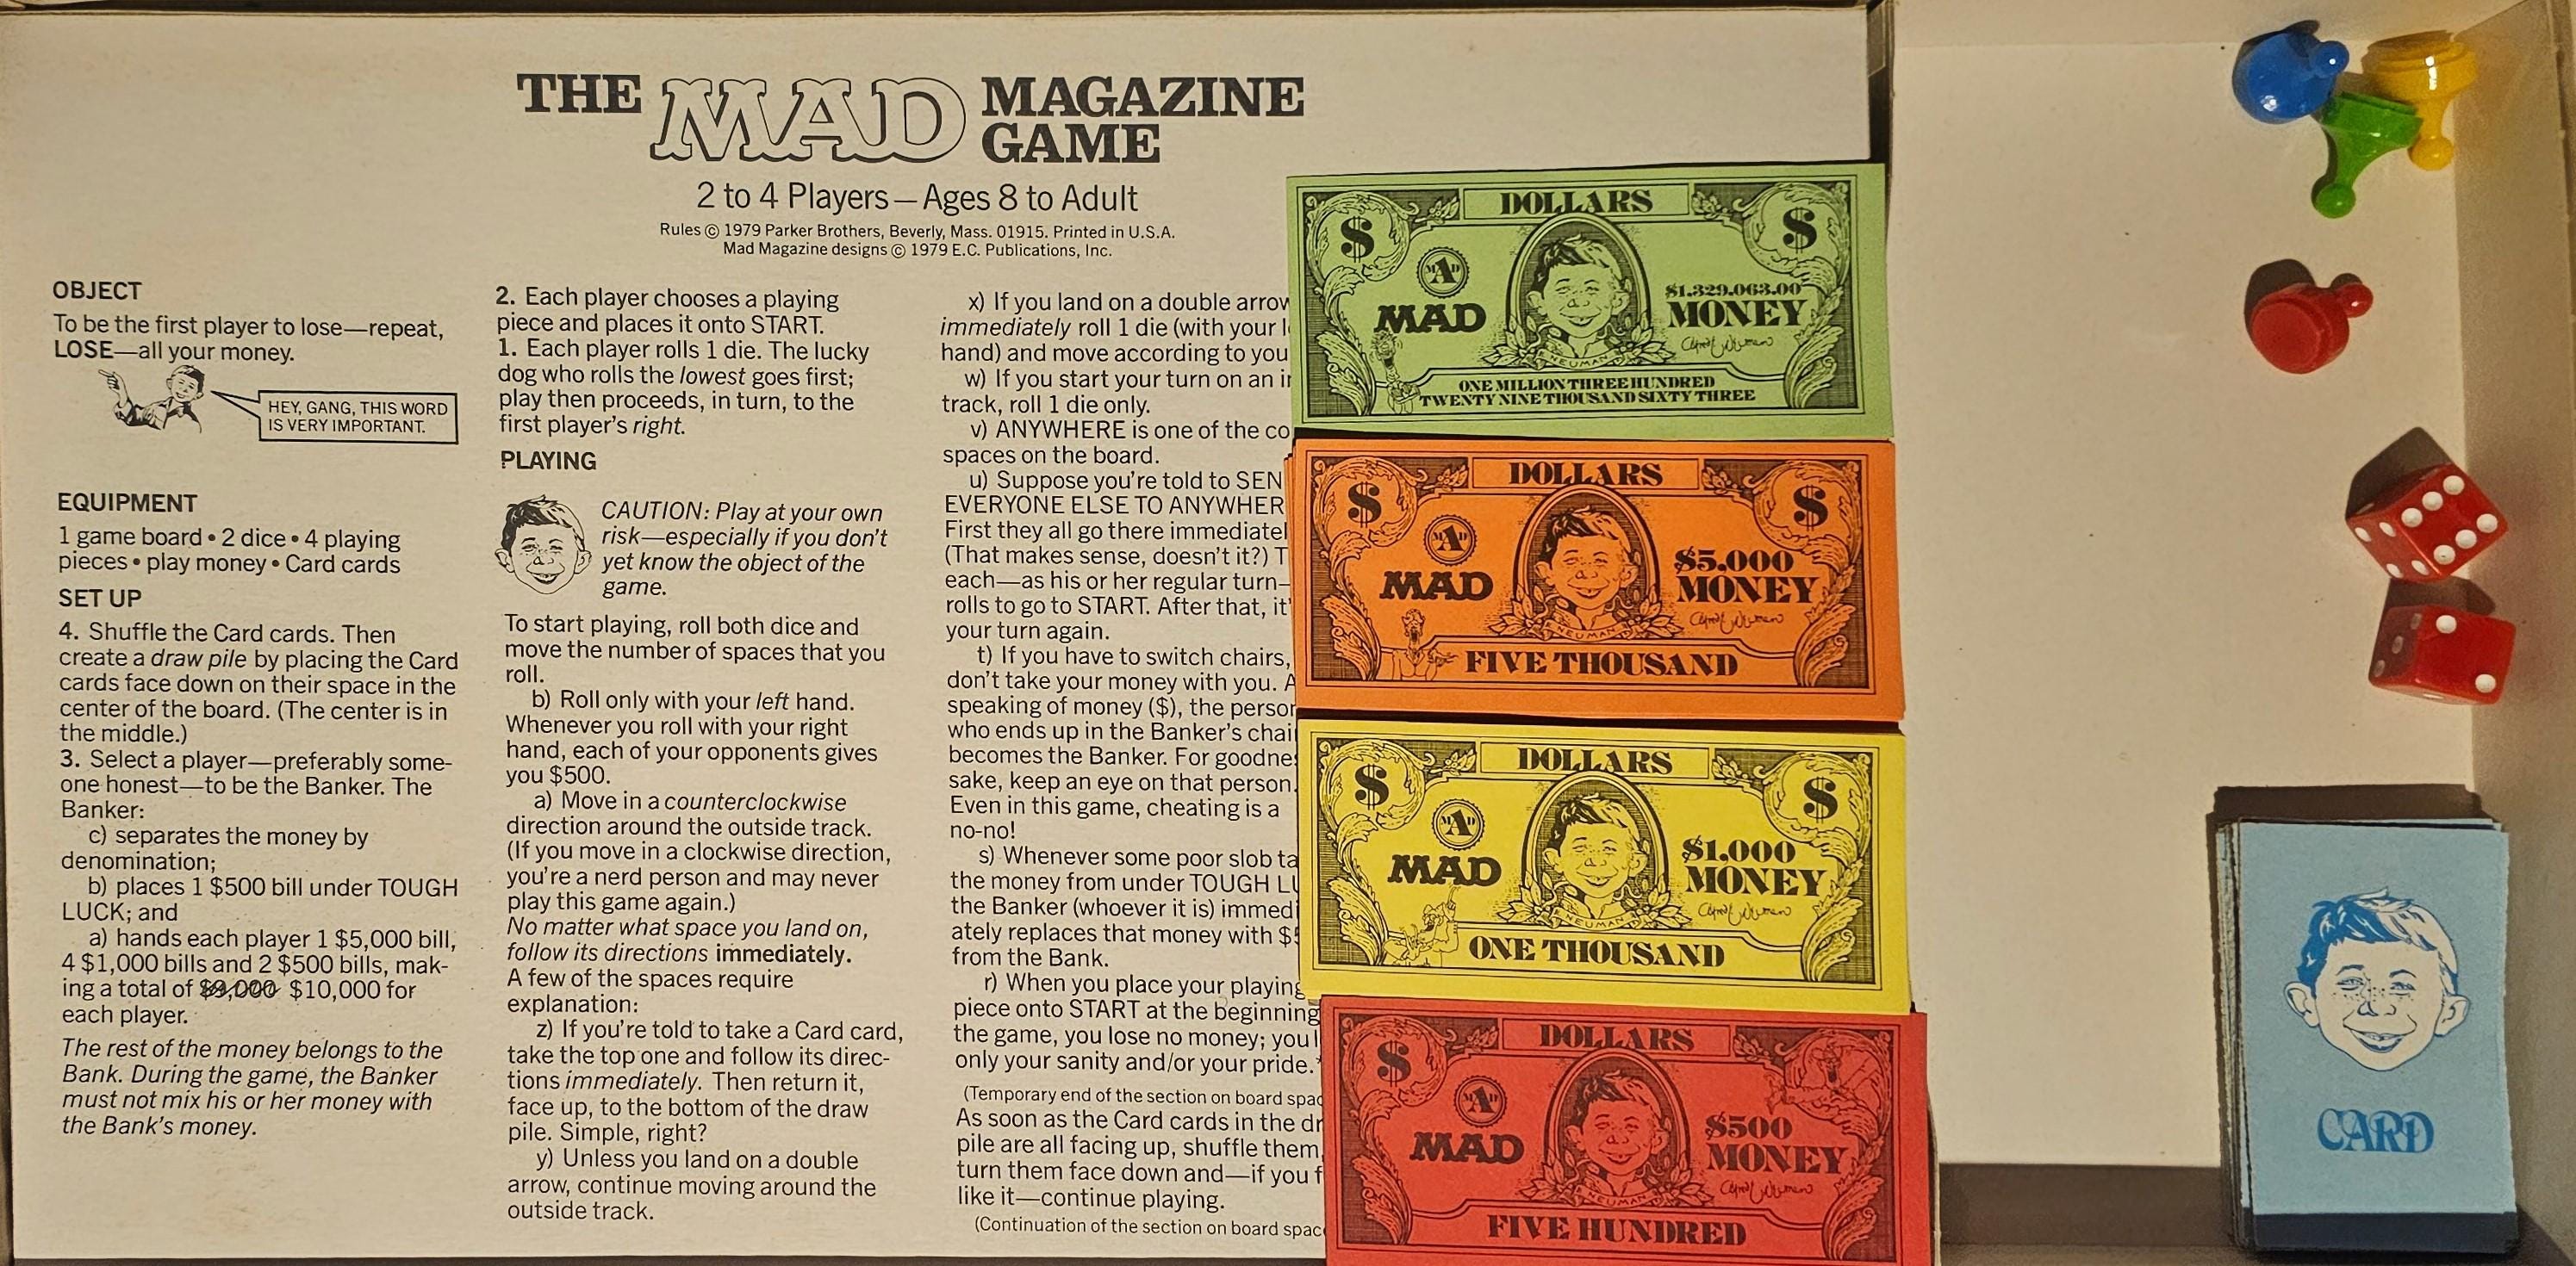 THE MAD MAGAZINE
GAME
2 to 4 Players—Ages 8 to Adult
Rules © 1979 Parker Brothers, Beverly, Mass. 01915. Printed in U.S.A.
Mad Magazine designs © 1979 E.C. Publications, Inc.
OBJECT
To be the first player to lose—repeat,
LOSE—all your money.
HEY, GANG, THIS WORD
IS VERY IMPORTANT.
EQUIPMENT
1 game board • 2 dice • 4 playing
pieces • play money • Card cards
SET UP
4. Shuffle the Card cards. Then
create a draw pile by placing the Card
cards face down on their space in the
center of the board. (The center is in
the middle.)
3. Select a player—preferably some-
one honest—to be the Banker. The
Banker:
c) separates the money by
denomination;
b) places 1 $500 bill under TOUGH
LUCK; and
a) hands each player 1 $5,000 bill,
4 $1,000 bills and 2 $500 bills, mak-
ing a total of $9,000 $10,000 for
each player.
The rest of the money belongs to the
Bank. During the game, the Banker
must not mix his or her money with
the Bank's money.
2. Each player chooses a playing
piece and places it onto START.
1. Each player rolls 1 die. The lucky
dog who rolls the lowest goes first;
play then proceeds, in turn, to the
first player's right.
PLAYING
CAUTION: Play at your own
risk—especially if you don't
yet know the object of the
game.
To start playing, roll both dice and
move the number of spaces that you
roll.
b) Roll only with your left hand.
Whenever you roll with your right
hand, each of your opponents gives
you $500.
a) Move in a counterclockwise
direction around the outside track.
(If you move in a clockwise direction,
you're a nerd person and may never
play this game again.)
No matter what space you land on,
follow its directions immediately.
A few of the spaces require
explanation:
z) If you're told to take a Card card,
take the top one and follow its direc-
tions immediately. Then return it,
face up, to the bottom of the draw
pile. Simple, right?
y) Unless you land on a double
arrow, continue moving around the
outside track.
x) If you land on a double arrow
immediately roll 1 die (with your
hand) and move according to you
w) If you start your turn on an
track, roll 1 die only.
v) ANYWHERE is one of the
spaces on the board.
u) Suppose you're told to SEN
EVERYONE ELSE TO ANYWHER
First they all go there immediatel
(That makes sense, doesn't it?)
each—as his or her regular turn—
rolls to go to START. After that, it'
your turn again.
t) If you have to switch chairs,
don't take your money with you.
speaking of money ($), the person
who ends up in the Banker's chai
becomes the Banker. For goodne
sake, keep an eye on that person.
Even in this game, cheating is a
no-no!
s) Whenever some poor slob ta
the money from under TOUGH LU
the Banker (whoever it is) immedi
ately replaces that money with
from the Bank.
r) When you place your playing
piece onto START at the beginning
the game, you lose no money; you
only your sanity and/or your pride.
(Temporary end of the section on board spac
As soon as the Card cards in the dr
pile are all facing up, shuffle them,
turn them face down and—if you f
like it—continue playing.
(Continuation of the section on board spac
DOLLARS
$ $
MAD
MAD
$1,329,063.00
MONEY
NEUMAN
ONE MILLION THREE HUNDRED
TWENTY NINE THOUSAND SIXTY THREE
DOLLARS
$ $
MAD
MAD
$5,000
MONEY
NEUMAN
FIVE THOUSAND
DOLLARS
$ $
MAD
MAD
$1,000
MONEY
NEUMAN
ONE THOUSAND
DOLLARS
$
MAD
MAD
$500
MONEY
NEUMAN
FIVE HUNDRED
CARD